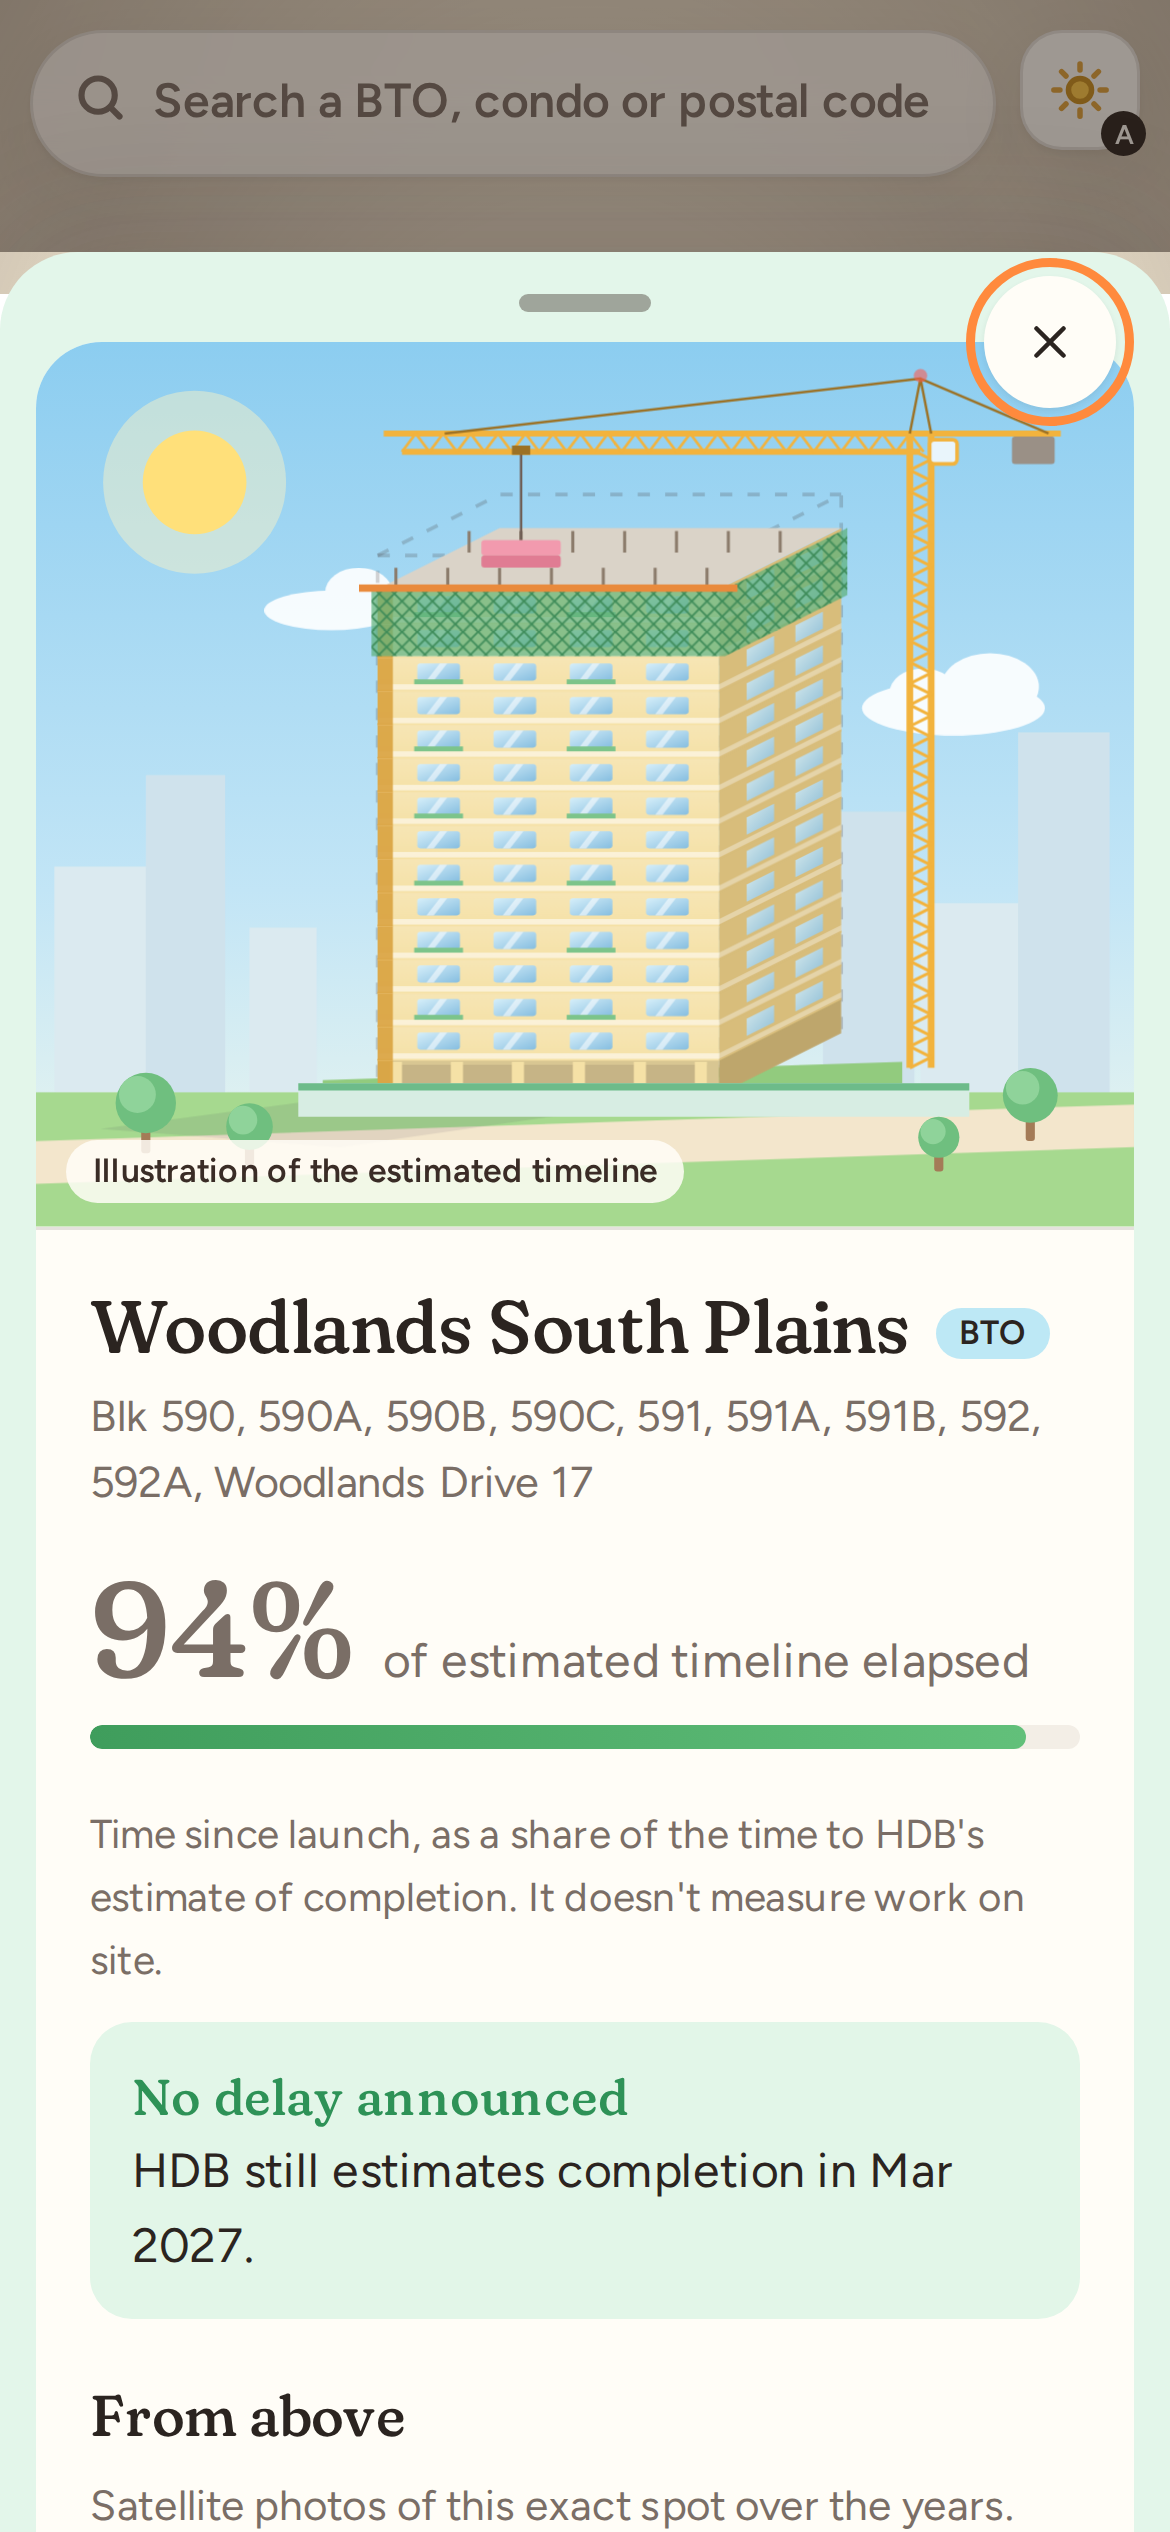 Search a BTO, condo or postal code
A
Illustration of the estimated timeline
Woodlands South Plains BTO
Blk 590, 590A, 590B, 590C, 591, 591A, 591B, 592,
592A, Woodlands Drive 17
94% of estimated timeline elapsed
Time since launch, as a share of the time to HDB's
estimate of completion. It doesn't measure work on
site.
No delay announced
HDB still estimates completion in Mar
2027.
From above
Satellite photos of this exact spot over the years.